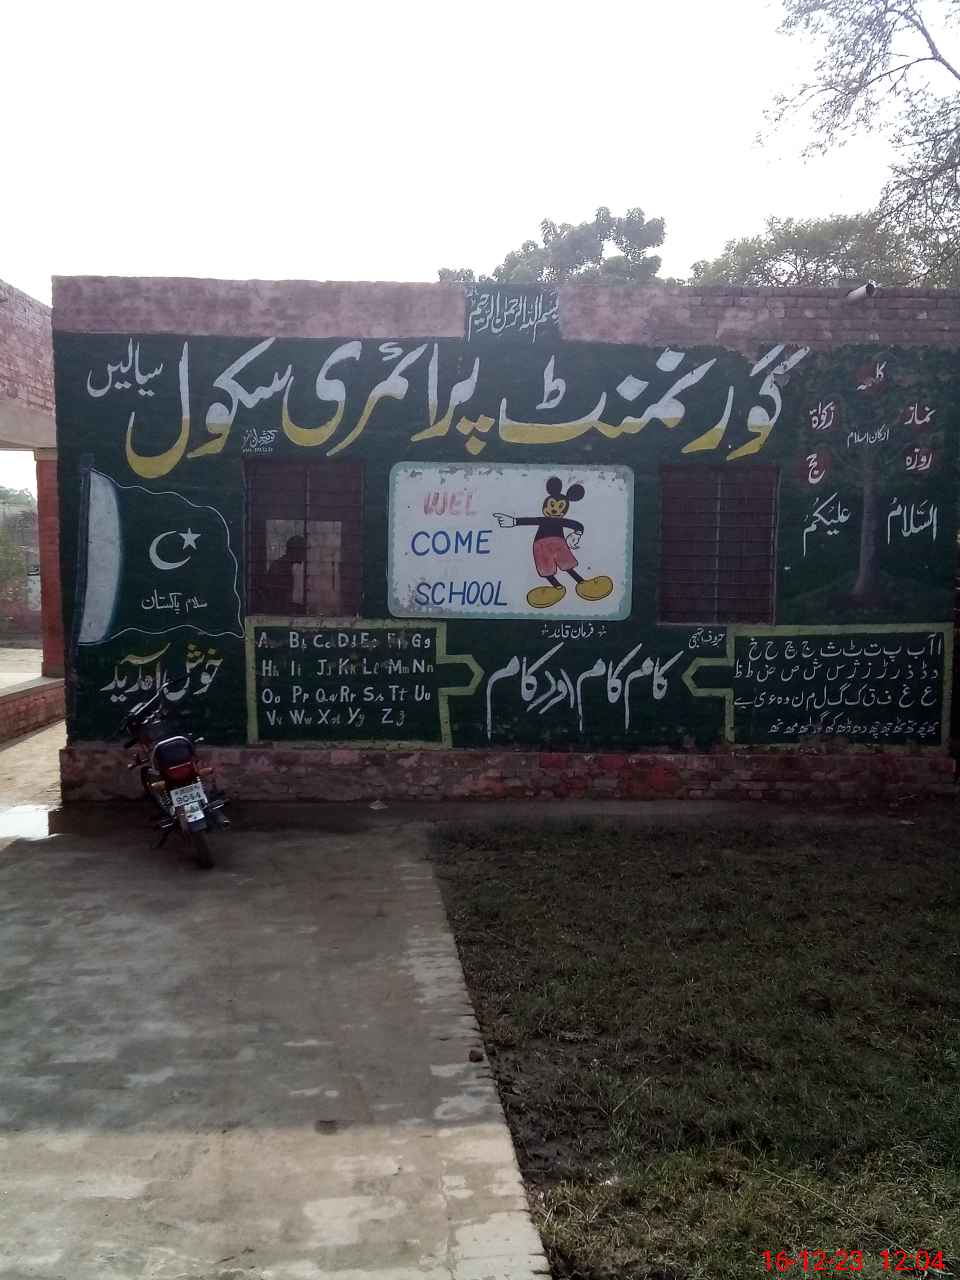 بسم اللہ الرحمن الرحیم
گورنمنٹ پرائمری سکول سیالیں
کلمہ
نماز
زکوٰۃ
ارکان اسلام
روزہ
حج
السَّلامُ علیکمُ
WEL
COME
SCHOOL
سلام پاکستان
خوش آمدید
فرمان قائد
کام کام اور کام
Aa Bb Cc Dd Ee Ff Gg
Hh Ii Jj Kk Ll Mm Nn
Oo Pp Qq Rr Ss Tt Uu
Vv Ww Xx Yy Zz
حروف تہجی
ا آ ب پ ت ٹ ث ج چ ح خ
د ڈ ذ ر ڑ ز ژ س ش ص ض ط ظ
ع غ ف ق ک گ ل م ن و ہ ء ی ے
16-12-23 12:04